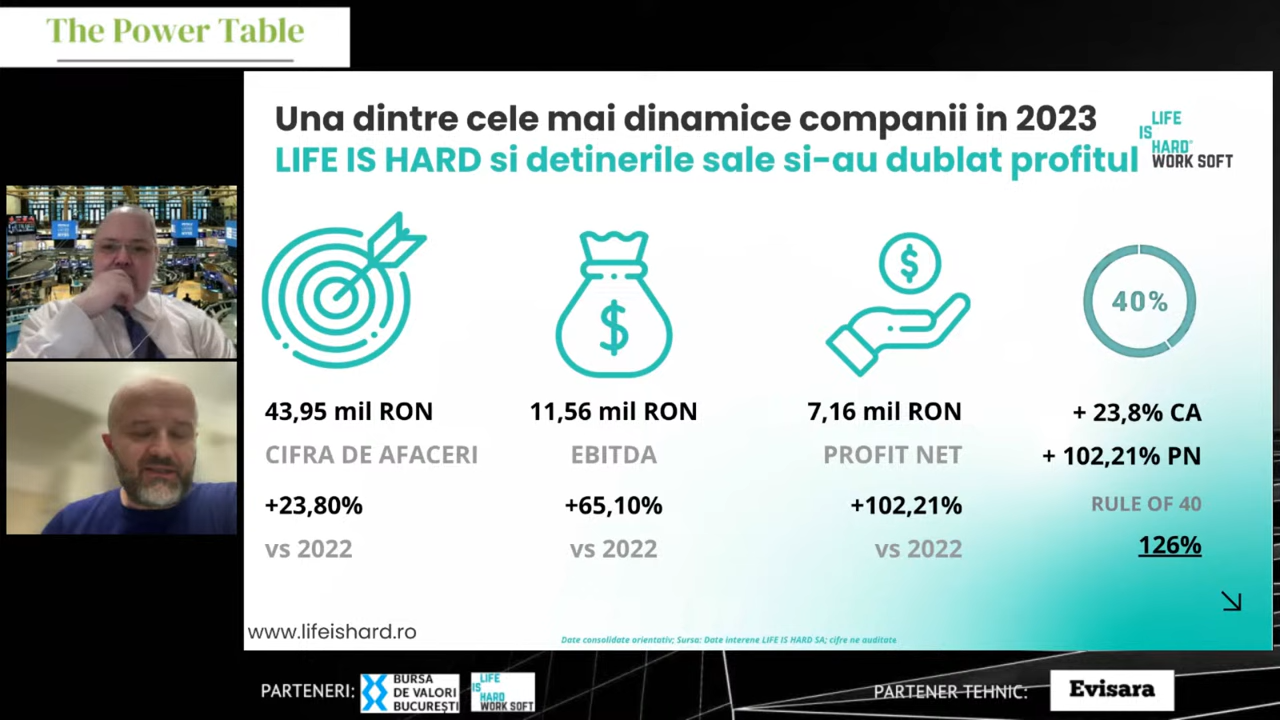 The Power Table
Una dintre cele mai dinamice companii in 2023
LIFE IS HARD si detinerile sale si-au dublat profitul
LIFE
IS
HARD®
WORK SOFT
$
$
40%
43,95 mil RON
CIFRA DE AFACERI
+23,80%
vs 2022
11,56 mil RON
EBITDA
+65,10%
vs 2022
7,16 mil RON
PROFIT NET
+102,21%
vs 2022
+ 23,8% CA
+ 102,21% PN
RULE OF 40
126%
www.lifeishard.ro
Date consolidate orientativ; Sursa: Date interene LIFE IS HARD SA; cifre ne auditate
PARTENERI:
BURSA
DE VALORI
BUCUREȘTI
LIFE
IS
HARD
WORK SOFT
PARTENER TEHNIC:
Evisara